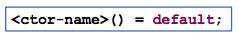 <ctor-name>() = default;